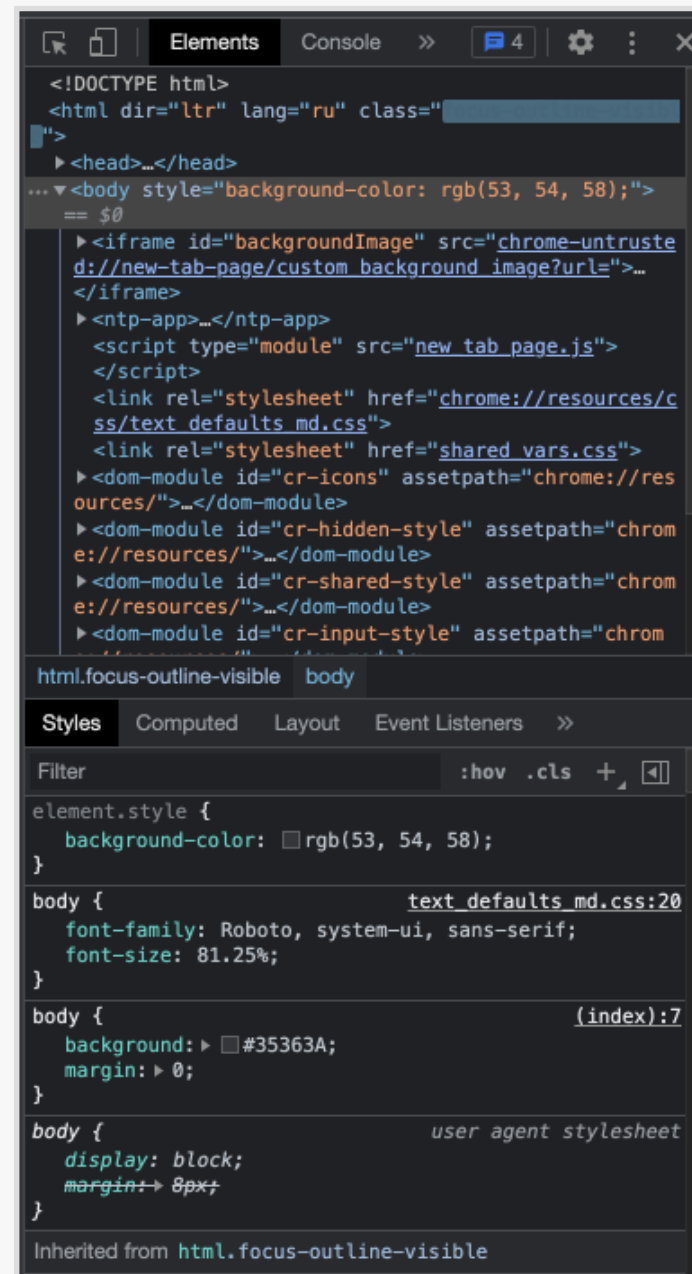 Elements Console » 4
<!DOCTYPE html>
<html dir="ltr" lang="ru" class="
">
<head>…</head>
<body style="background-color: rgb(53, 54, 58);">
== $0
<iframe id="backgroundImage" src="chrome-untruste
d://new-tab-page/custom_background_image?url=">…
</iframe>
<ntp-app>…</ntp-app>
<script type="module" src="new_tab_page.js">
</script>
<link rel="stylesheet" href="chrome://resources/c
ss/text_defaults_md.css">
<link rel="stylesheet" href="shared_vars.css">
<dom-module id="cr-icons" assetpath="chrome://res
ources/">…</dom-module>
<dom-module id="cr-hidden-style" assetpath="chrom
e://resources/">…</dom-module>
<dom-module id="cr-shared-style" assetpath="chrom
e://resources/">…</dom-module>
<dom-module id="cr-input-style" assetpath="chrom
html.focus-outline-visible body
Styles Computed Layout Event Listeners »
Filter :hov .cls +
element.style {
background-color: rgb(53, 54, 58);
}
body { text_defaults_md.css:20
font-family: Roboto, system-ui, sans-serif;
font-size: 81.25%;
}
body { (index):7
background: #35363A;
margin: 0;
}
body { user agent stylesheet
display: block;
margin: 8px;
}
Inherited from html.focus-outline-visible